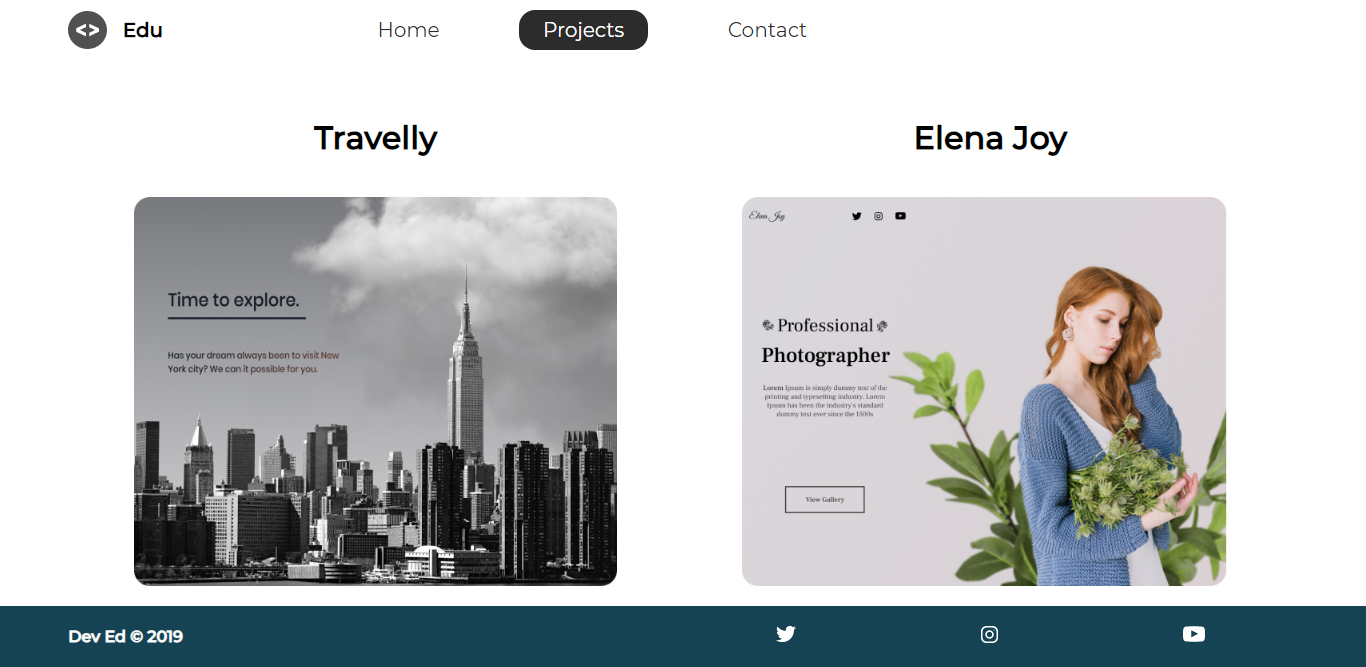 <> Edu Home Projects Contact
Travelly
Elena Joy
Time to explore.
Has your dream always been to visit New
York city? We can it possible for you.
Elena Joy
Professional
Photographer
Lorem Ipsum is simply dummy text of the
printing and typesetting industry. Lorem
Ipsum has been the industry's standard
dummy text ever since the 1500s
View Gallery
Dev Ed © 2019